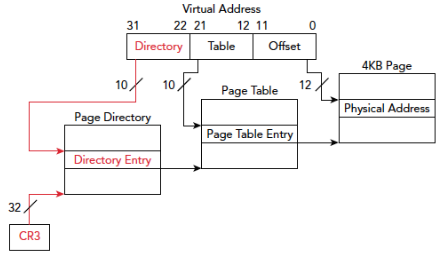 Virtual Address
31 22 21 12 11 0
Directory Table Offset
4KB Page
10 10 12
Page Table
Physical Address
Page Directory
Page Table Entry
Directory Entry
32
CR3